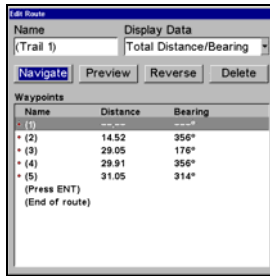 Edit Route
Name Display Data
(Trail 1) Total Distance/Bearing
Navigate Preview Reverse Delete
Waypoints
Name Distance Bearing
(1) --.-- ---°
(2) 14.52 356°
(3) 29.05 176°
(4) 29.91 356°
(5) 31.05 314°
(Press ENT)
(End of route)